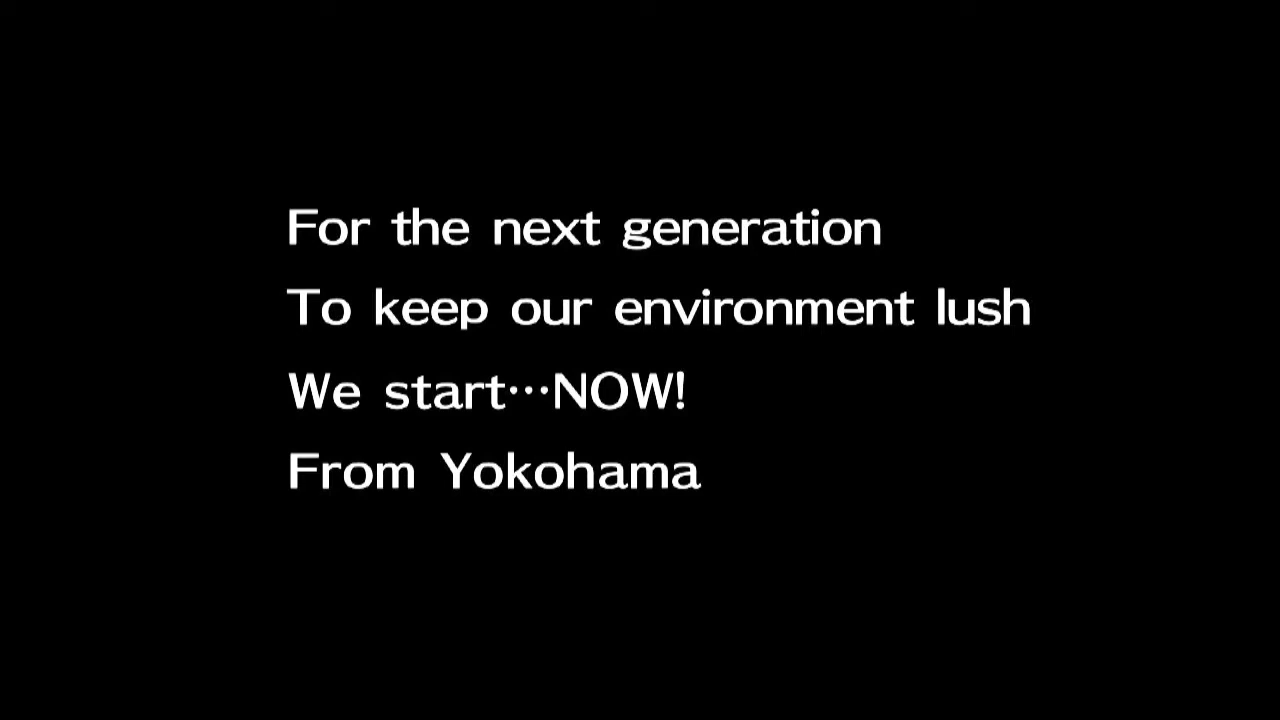 For the next generation
To keep our environment lush
We start…NOW!
From Yokohama